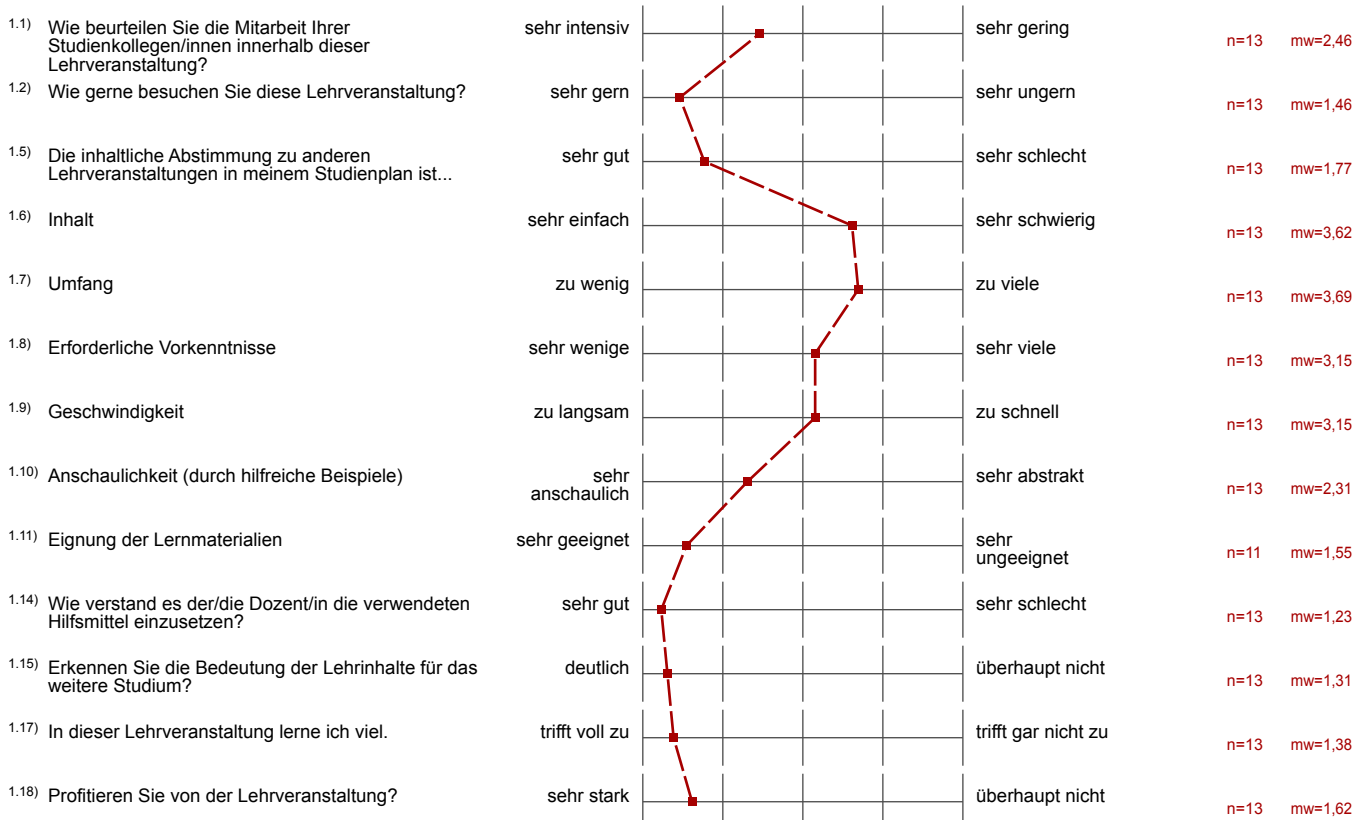 1.1) Wie beurteilen Sie die Mitarbeit Ihrer
Studienkollegen/innen innerhalb dieser
Lehrveranstaltung?
sehr intensiv
sehr gering
n=13 mw=2,46
1.2) Wie gerne besuchen Sie diese Lehrveranstaltung?
sehr gern
sehr ungern
n=13 mw=1,46
1.5) Die inhaltliche Abstimmung zu anderen
Lehrveranstaltungen in meinem Studienplan ist...
sehr gut
sehr schlecht
n=13 mw=1,77
1.6) Inhalt
sehr einfach
sehr schwierig
n=13 mw=3,62
1.7) Umfang
zu wenig
zu viele
n=13 mw=3,69
1.8) Erforderliche Vorkenntnisse
sehr wenige
sehr viele
n=13 mw=3,15
1.9) Geschwindigkeit
zu langsam
zu schnell
n=13 mw=3,15
1.10) Anschaulichkeit (durch hilfreiche Beispiele)
sehr
anschaulich
sehr abstrakt
n=13 mw=2,31
1.11) Eignung der Lernmaterialien
sehr geeignet
sehr
ungeeignet
n=11 mw=1,55
1.14) Wie verstand es der/die Dozent/in die verwendeten
Hilfsmittel einzusetzen?
sehr gut
sehr schlecht
n=13 mw=1,23
1.15) Erkennen Sie die Bedeutung der Lehrinhalte für das
weitere Studium?
deutlich
überhaupt nicht
n=13 mw=1,31
1.17) In dieser Lehrveranstaltung lerne ich viel.
trifft voll zu
trifft gar nicht zu
n=13 mw=1,38
1.18) Profitieren Sie von der Lehrveranstaltung?
sehr stark
überhaupt nicht
n=13 mw=1,62